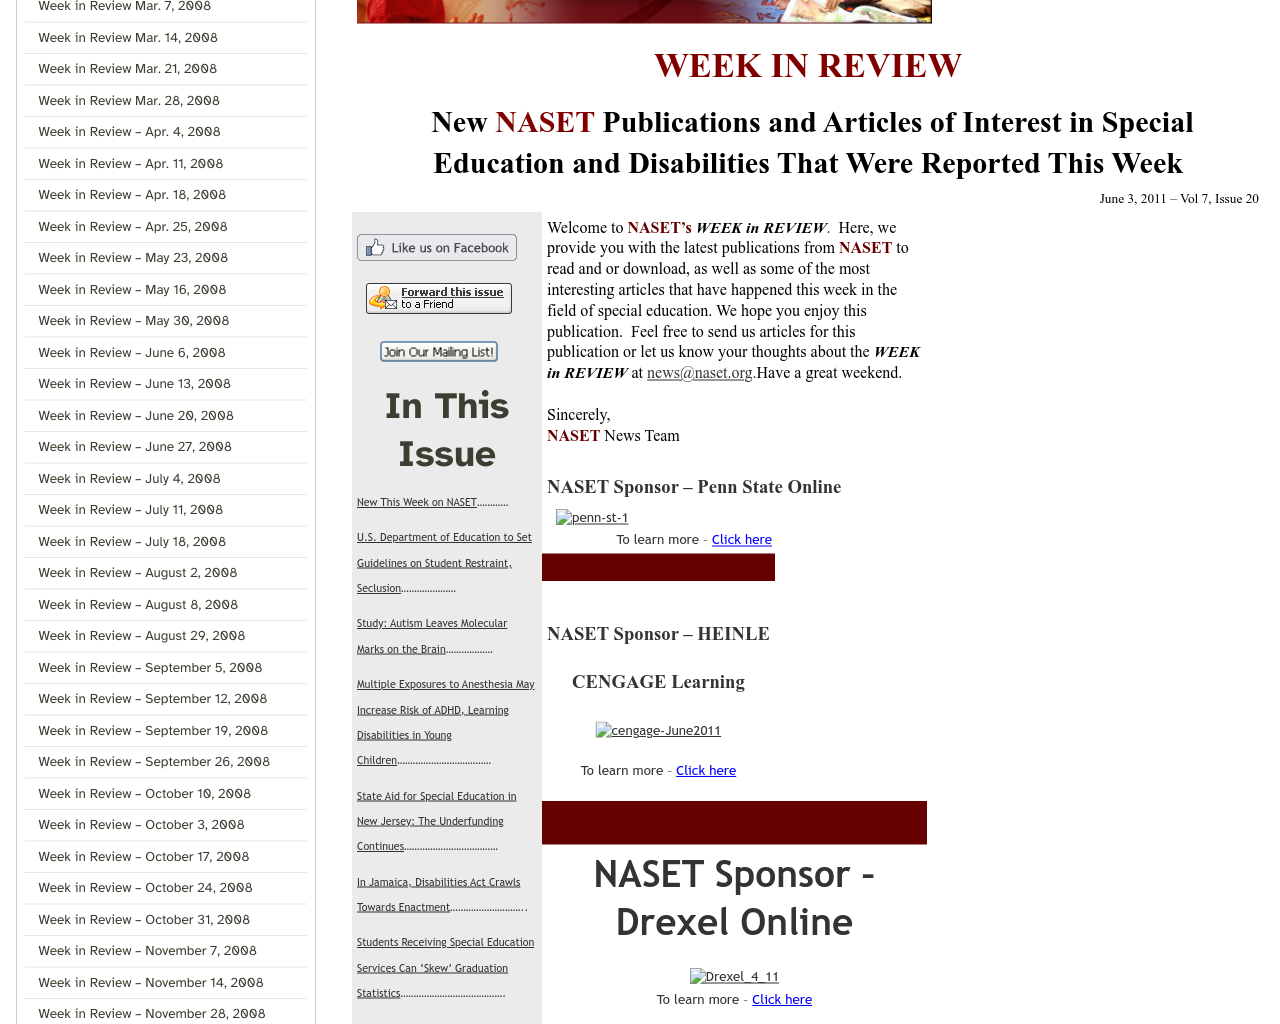 Week in Review Mar. 7, 2008
Week in Review Mar. 14, 2008
Week in Review Mar. 21, 2008
Week in Review Mar. 28, 2008
Week in Review – Apr. 4, 2008
Week in Review – Apr. 11, 2008
Week in Review – Apr. 18, 2008
Week in Review – Apr. 25, 2008
Week in Review – May 23, 2008
Week in Review – May 16, 2008
Week in Review – May 30, 2008
Week in Review – June 6, 2008
Week in Review – June 13, 2008
Week in Review – June 20, 2008
Week in Review – June 27, 2008
Week in Review – July 4, 2008
Week in Review – July 11, 2008
Week in Review – July 18, 2008
Week in Review – August 2, 2008
Week in Review – August 8, 2008
Week in Review – August 29, 2008
Week in Review – September 5, 2008
Week in Review – September 12, 2008
Week in Review – September 19, 2008
Week in Review – September 26, 2008
Week in Review – October 10, 2008
Week in Review – October 3, 2008
Week in Review – October 17, 2008
Week in Review – October 24, 2008
Week in Review – October 31, 2008
Week in Review – November 7, 2008
Week in Review – November 14, 2008
Week in Review – November 28, 2008
WEEK IN REVIEW
New NASET Publications and Articles of Interest in Special
Education and Disabilities That Were Reported This Week
June 3, 2011 – Vol 7, Issue 20
Like us on Facebook
Forward this issue
to a Friend
Join Our Mailing List!
In This
Issue
New This Week on NASET…………
U.S. Department of Education to Set
Guidelines on Student Restraint,
Seclusion…………………
Study: Autism Leaves Molecular
Marks on the Brain………………
Multiple Exposures to Anesthesia May
Increase Risk of ADHD, Learning
Disabilities in Young
Children………………………………
State Aid for Special Education in
New Jersey: The Underfunding
Continues………………………………
In Jamaica, Disabilities Act Crawls
Towards Enactment………………………..
Students Receiving Special Education
Services Can ‘Skew’ Graduation
Statistics………………………………….
Welcome to NASET’s WEEK in REVIEW.  Here, we
provide you with the latest publications from NASET to
read and or download, as well as some of the most
interesting articles that have happened this week in the
field of special education. We hope you enjoy this
publication.  Feel free to send us articles for this
publication or let us know your thoughts about the WEEK
in REVIEW at news@naset.org.Have a great weekend.
Sincerely,
NASET News Team
NASET Sponsor – Penn State Online
penn-st-1
To learn more - Click here
NASET Sponsor – HEINLE
CENGAGE Learning
cengage-June2011
To learn more - Click here
NASET Sponsor –
Drexel Online
Drexel_4_11
To learn more - Click here